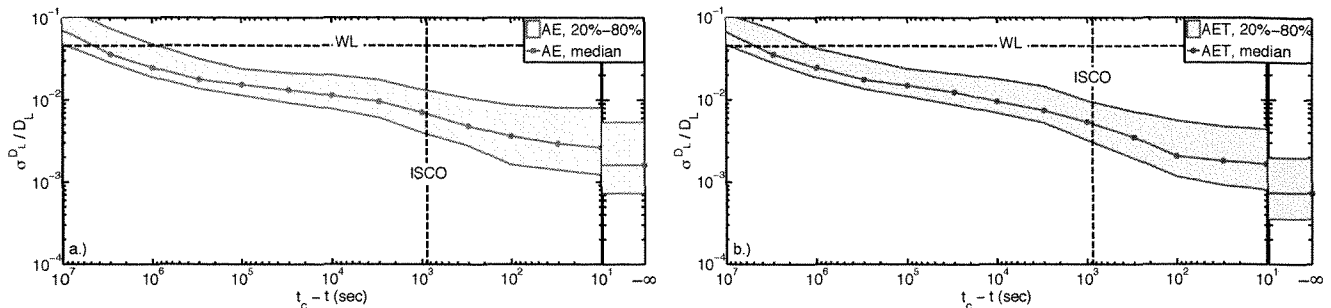 10⁻¹
10⁻²
10⁻³
10⁻⁴
σ^D_L / D_L
WL
ISCO
AE, 20%−80%
AE, median
a.)
10⁷ 10⁶ 10⁵ 10⁴ 10³ 10² 10¹ −∞
t_c − t (sec)
10⁻¹
10⁻²
10⁻³
10⁻⁴
σ^D_L / D_L
WL
ISCO
AET, 20%−80%
AET, median
b.)
10⁷ 10⁶ 10⁵ 10⁴ 10³ 10² 10¹ −∞
t_c − t (sec)